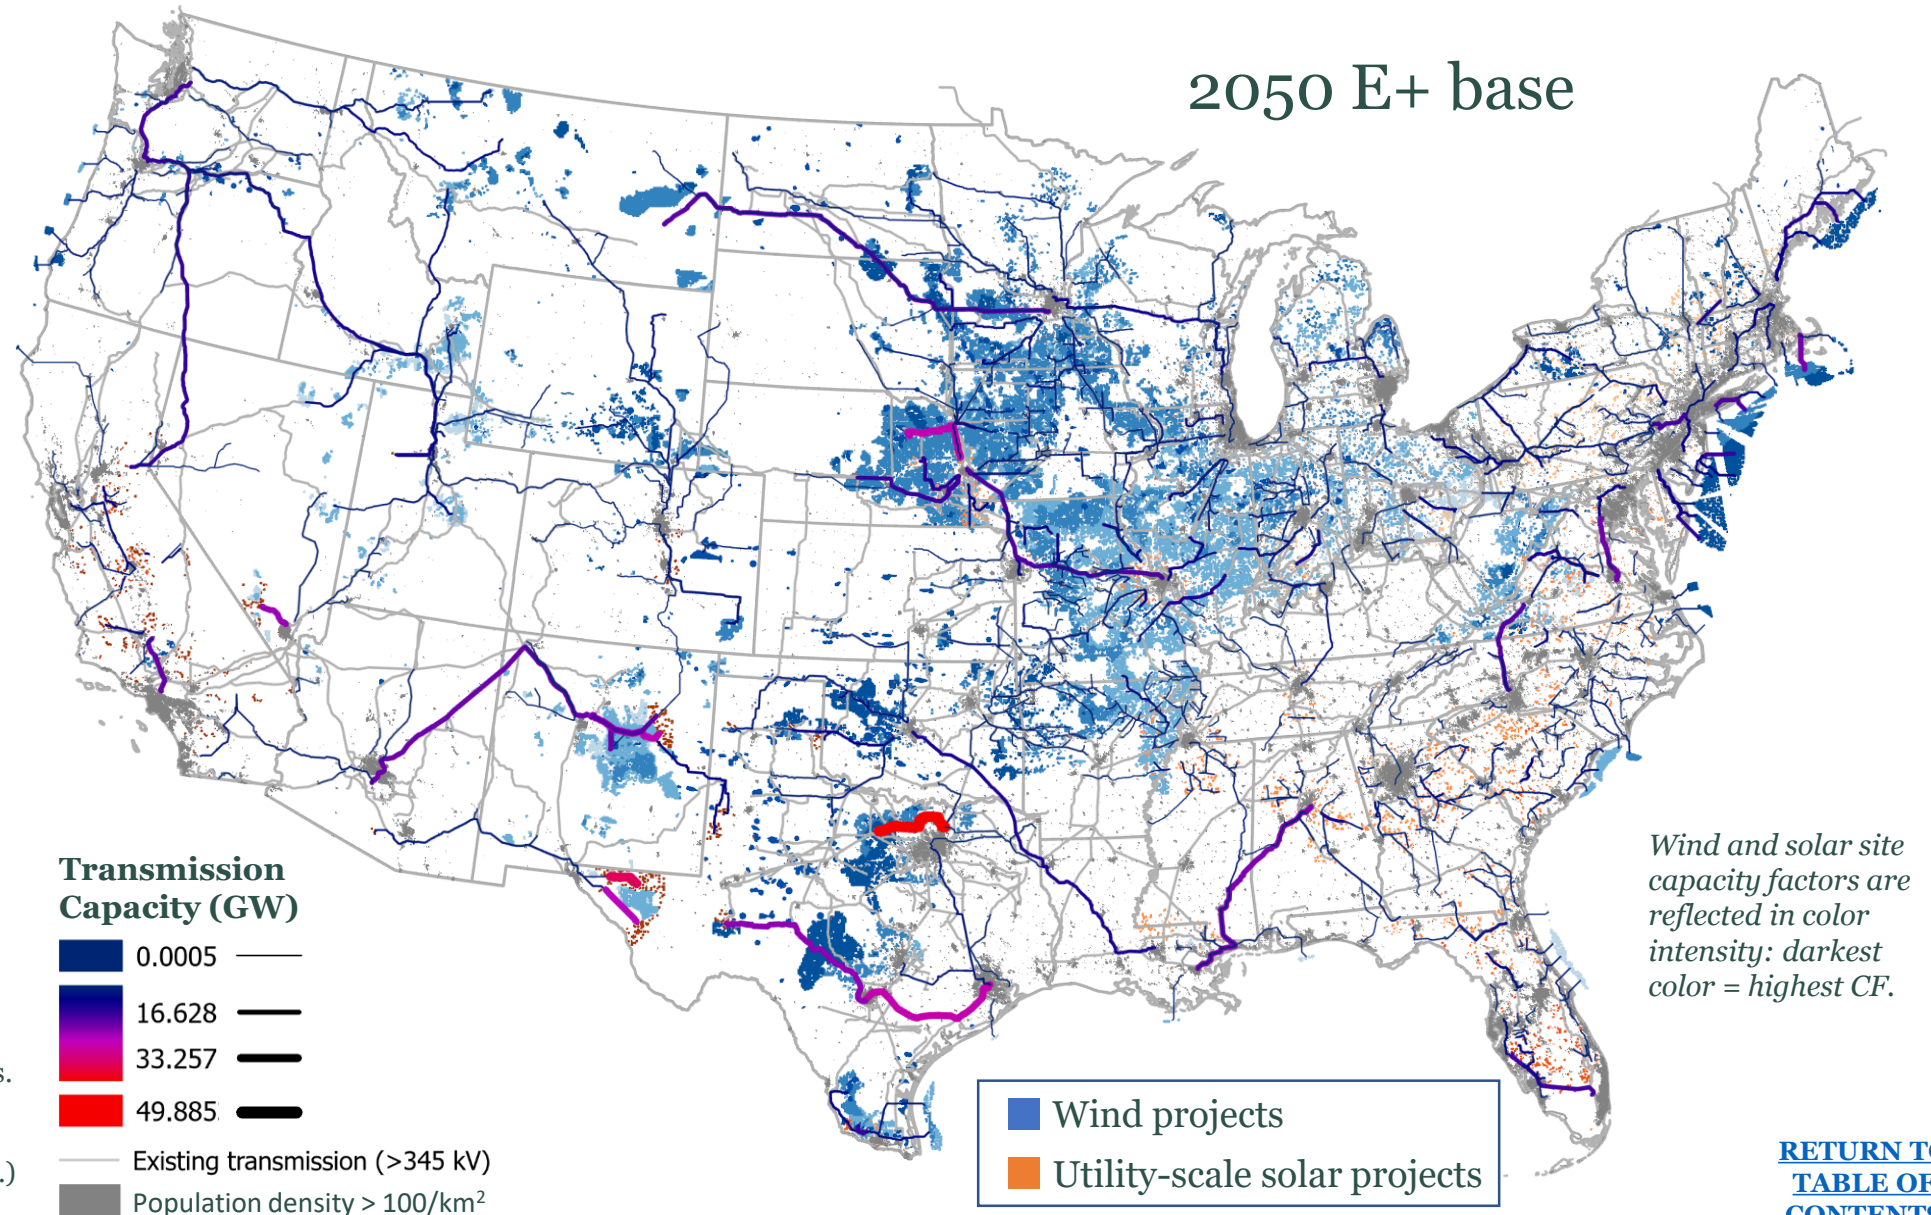 2050 E+ base
Wind and solar site
capacity factors are
reflected in color
intensity: darkest
color = highest CF.
Transmission
Capacity (GW)
0.0005
16.628
33.257
49.885
Existing transmission (>345 kV)
Population density > 100/km²
s.
.)
Wind projects
Utility-scale solar projects
RETURN TO
TABLE OF
CONTENTS